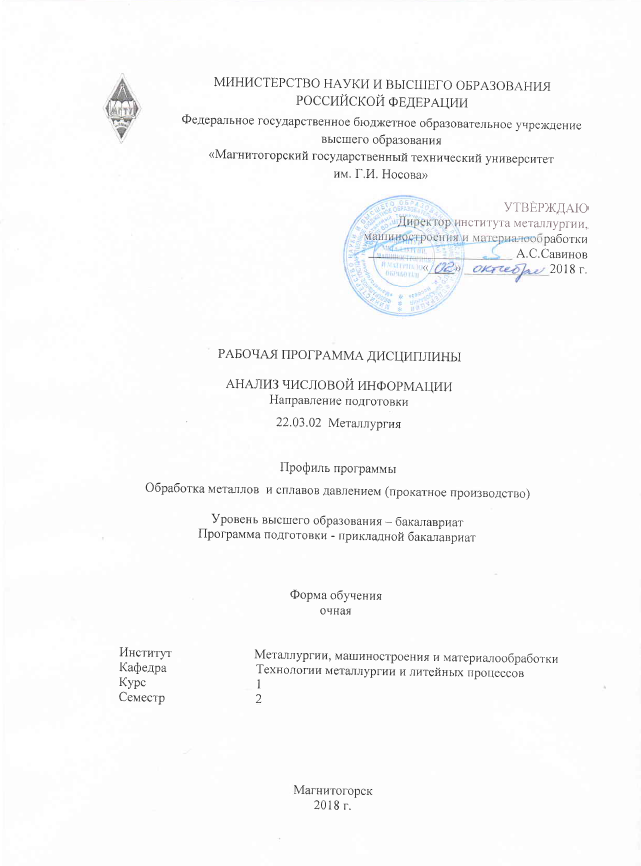 МИНИСТЕРСТВО НАУКИ И ВЫСШЕГО ОБРАЗОВАНИЯ
РОССИЙСКОЙ ФЕДЕРАЦИИ
Федеральное государственное бюджетное образовательное учреждение
высшего образования
«Магнитогорский государственный технический университет
им. Г.И. Носова»
УТВЕРЖДАЮ
Директор института металлургии,
машиностроения и материалообработки
А.С.Савинов
«02» октября 2018 г.
РАБОЧАЯ ПРОГРАММА ДИСЦИПЛИНЫ
АНАЛИЗ ЧИСЛОВОЙ ИНФОРМАЦИИ
Направление подготовки
22.03.02 Металлургия
Профиль программы
Обработка металлов и сплавов давлением (прокатное производство)
Уровень высшего образования – бакалавриат
Программа подготовки - прикладной бакалавриат
Форма обучения
очная
Институт Металлургии, машиностроения и материалообработки
Кафедра Технологии металлургии и литейных процессов
Курс 1
Семестр 2
Магнитогорск
2018 г.